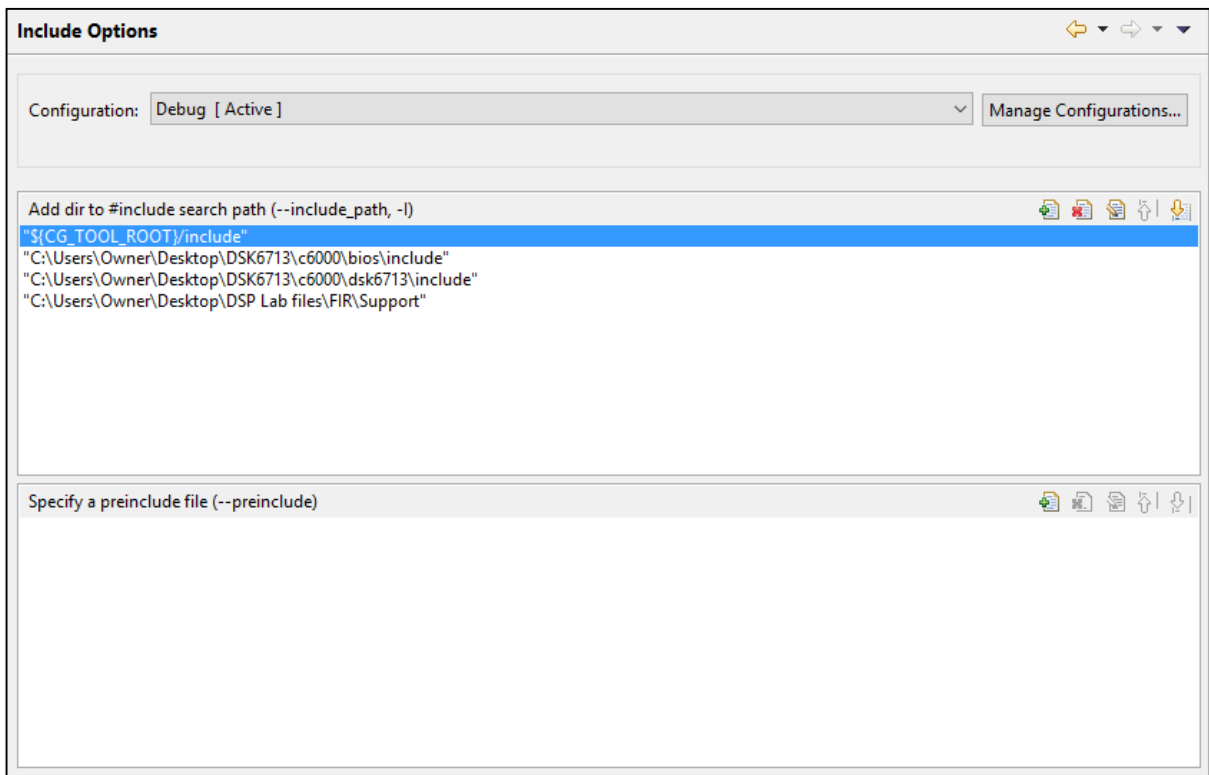 Include Options
Configuration: Debug [ Active ] Manage Configurations...
Add dir to #include search path (--include_path, -I)
"${CG_TOOL_ROOT}/include"
"C:\Users\Owner\Desktop\DSK6713\c6000\bios\include"
"C:\Users\Owner\Desktop\DSK6713\c6000\dsk6713\include"
"C:\Users\Owner\Desktop\DSP Lab files\FIR\Support"
Specify a preinclude file (--preinclude)